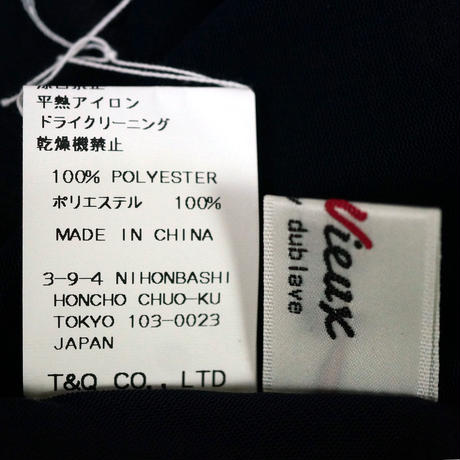 平熱アイロン
ドライクリーニング
乾燥機禁止
100% POLYESTER
ポリエステル 100%
MADE IN CHINA
3-9-4 NIHONBASHI
HONCHO CHUO-KU
TOKYO 103-0023
JAPAN
T&Q CO., LTD
Vieux
dublave